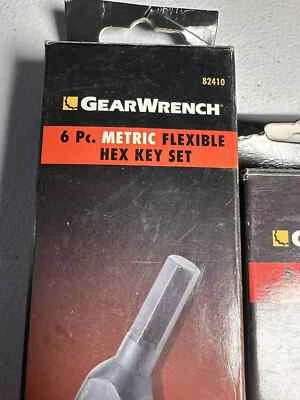 82410
GEARWRENCH
6 Pc. METRIC FLEXIBLE
HEX KEY SET
G